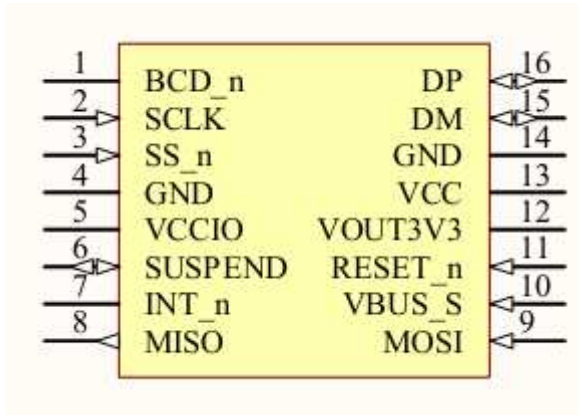 1 BCD_n DP 16
2 SCLK DM 15
3 SS_n GND 14
4 GND VCC 13
5 VCCIO VOUT3V3 12
6 SUSPEND RESET_n 11
7 INT_n VBUS_S 10
8 MISO MOSI 9